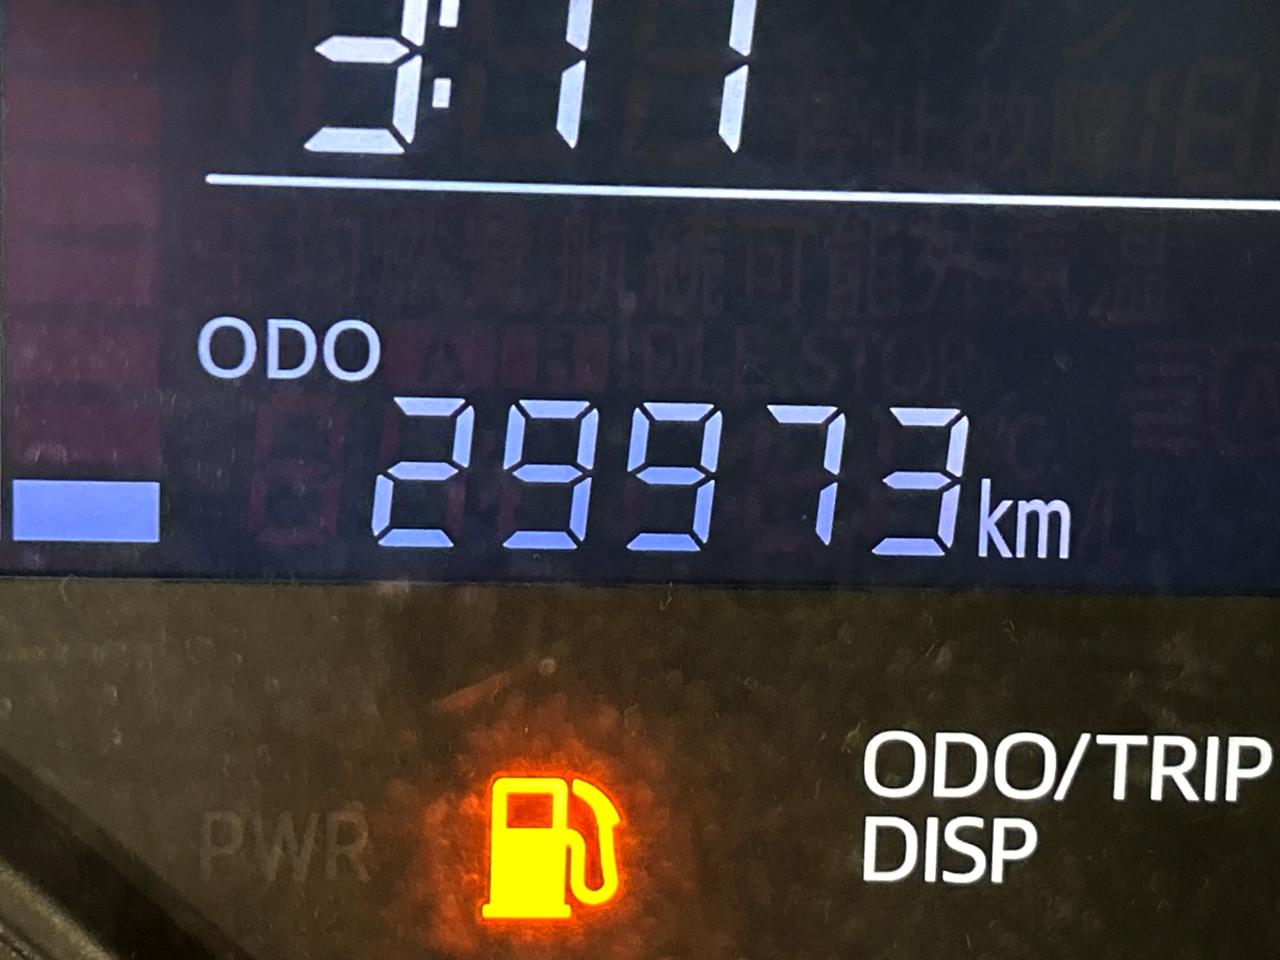 3:11
ODO
29973km
ODO/TRIP
DISP
PWR